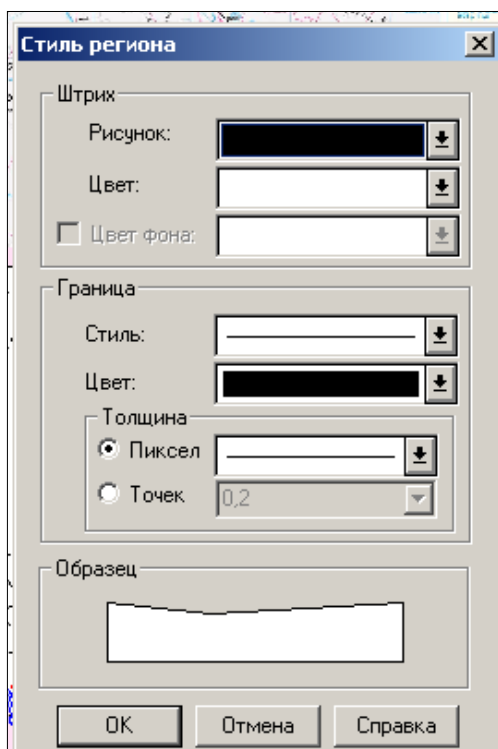 Стиль региона
Штрих
Рисунок:
Цвет:
Цвет фона:
Граница
Стиль:
Цвет:
Толщина
Пиксел
Точек 0,2
Образец
OK Отмена Справка